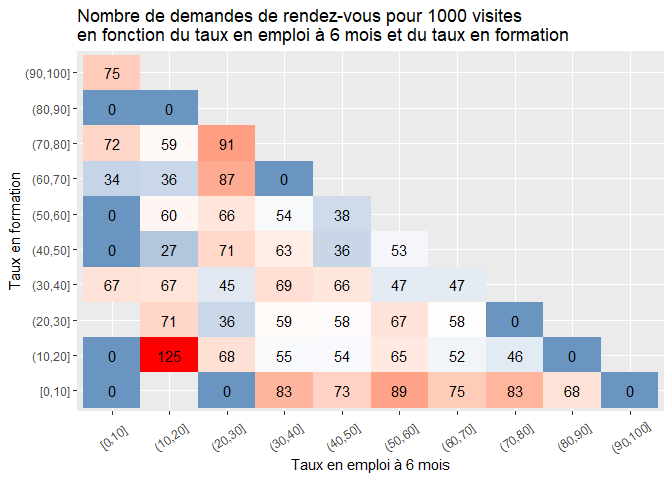 Nombre de demandes de rendez-vous pour 1000 visites
en fonction du taux en emploi à 6 mois et du taux en formation
Taux en formation
(90,100] 75
(80,90] 0 0
(70,80] 72 59 91
(60,70] 34 36 87 0
(50,60] 0 60 66 54 38
(40,50] 0 27 71 63 36 53
(30,40] 67 67 45 69 66 47 47
(20,30] 71 36 59 58 67 58 0
(10,20] 0 125 68 55 54 65 52 46 0
[0,10] 0 0 83 73 89 75 83 68 0
[0,10] (10,20] (20,30] (30,40] (40,50] (50,60] (60,70] (70,80] (80,90] (90,100]
Taux en emploi à 6 mois